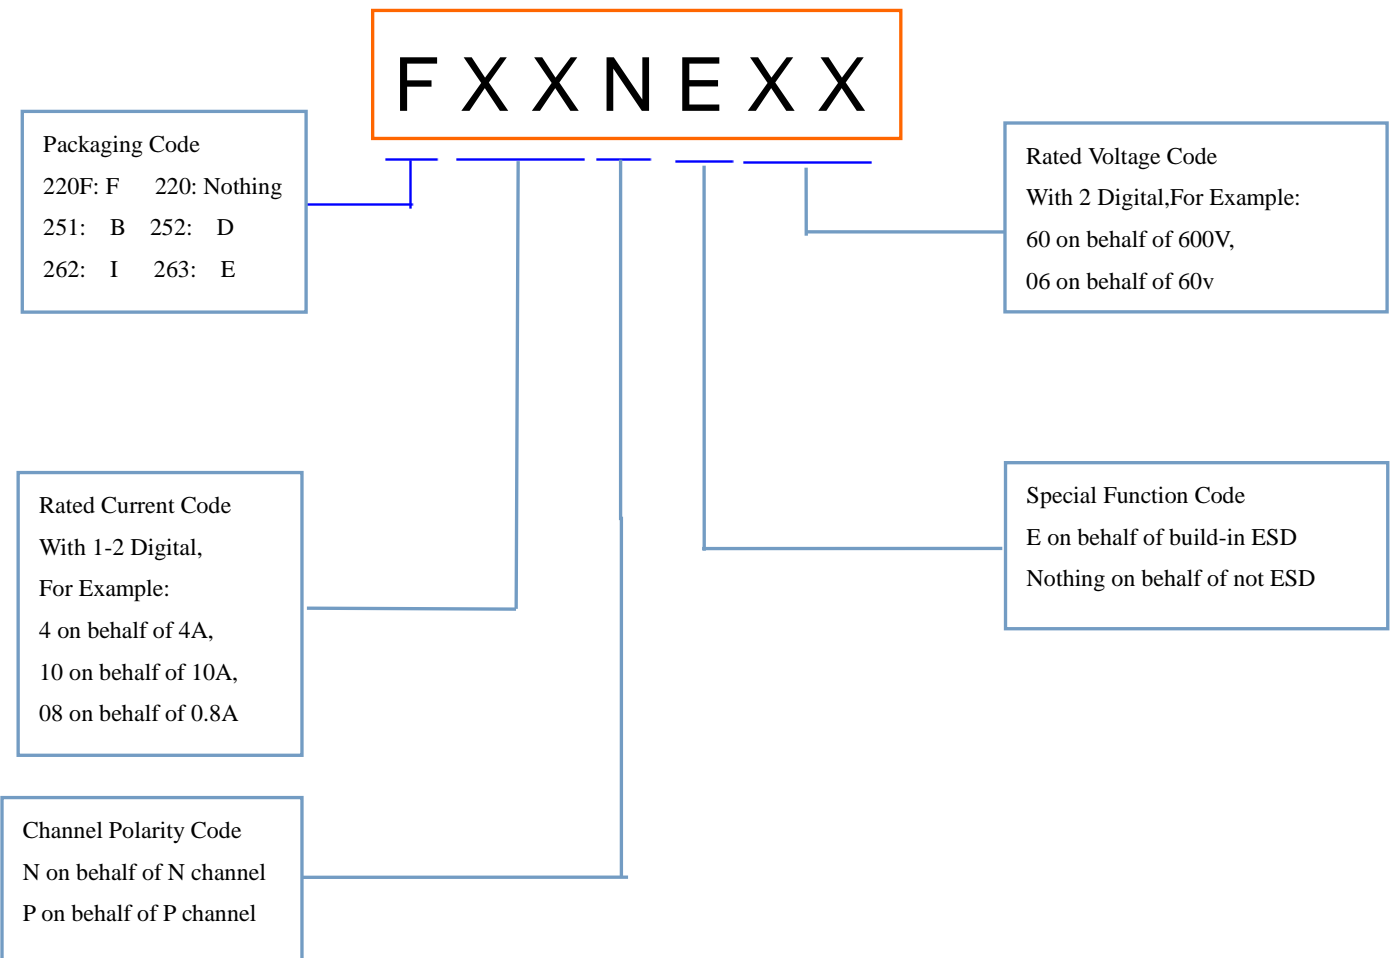 FXXNEXX
Packaging Code
220F: F 220: Nothing
251: B 252: D
262: I 263: E
Rated Voltage Code
With 2 Digital,For Example:
60 on behalf of 600V,
06 on behalf of 60v
Rated Current Code
With 1-2 Digital,
For Example:
4 on behalf of 4A,
10 on behalf of 10A,
08 on behalf of 0.8A
Special Function Code
E on behalf of build-in ESD
Nothing on behalf of not ESD
Channel Polarity Code
N on behalf of N channel
P on behalf of P channel